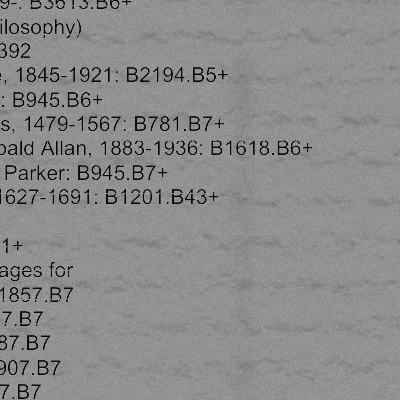 9-: B3613.B6+
ilosophy)
392
e, 1845-1921: B2194.B5+
: B945.B6+
s, 1479-1567: B781.B7+
bald Allan, 1883-1936: B1618.B6+
Parker: B945.B7+
1627-1691: B1201.B43+
1+
ages for
1857.B7
7.B7
87.B7
907.B7
7.B7